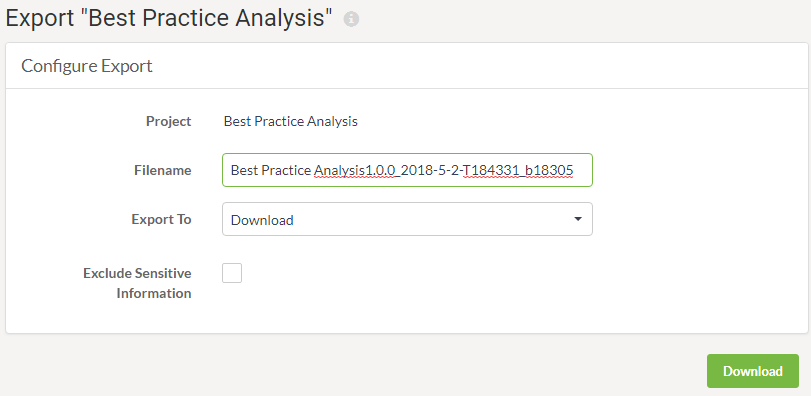 Export "Best Practice Analysis"
Configure Export
Project Best Practice Analysis
Filename Best Practice Analysis1.0.0_2018-5-2-T184331_b18305
Export To Download
Exclude Sensitive
Information
Download